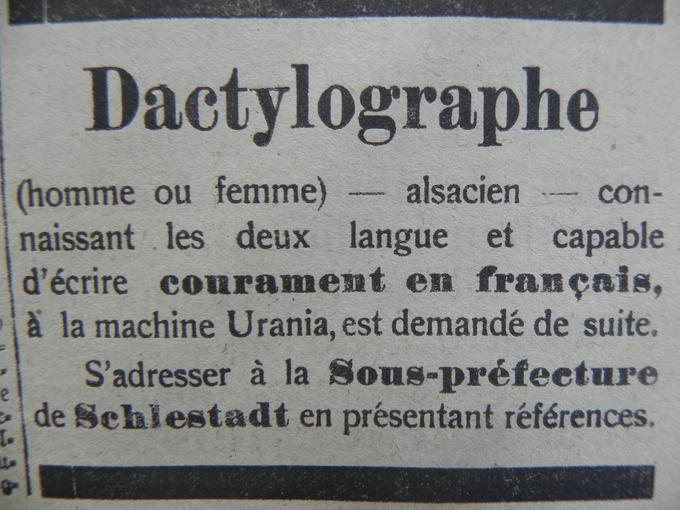 Dactylographe
(homme ou femme) — alsacien — con-
naissant les deux langue et capable
d'écrire courament en français,
à la machine Urania, est demandé de suite.
S'adresser à la Sous-préfecture
de Schlestadt en présentant références.